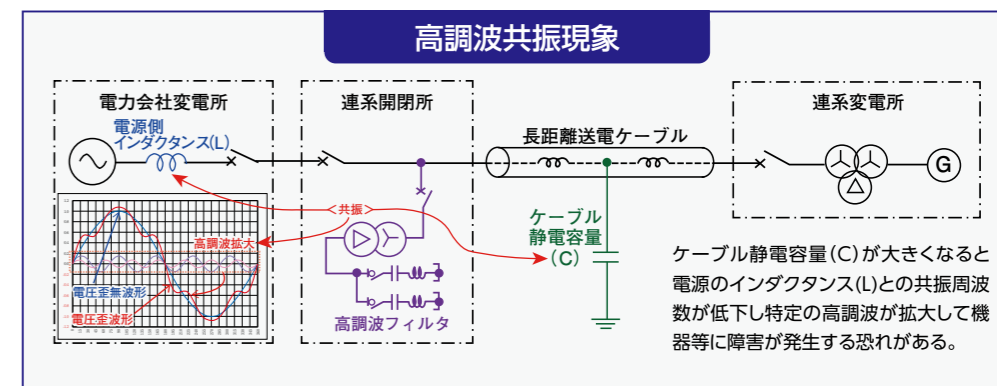 高調波共振現象
電力会社変電所
電源側
インダクタンス(L)
連系開閉所
長距離送電ケーブル
連系変電所
G
<共振>
高調波拡大
電圧歪無波形
電圧歪波形
高調波フィルタ
ケーブル
静電容量
(C)
ケーブル静電容量(C)が大きくなると
電源のインダクタンス(L)との共振周波
数が低下し特定の高調波が拡大して機
器等に障害が発生する恐れがある。